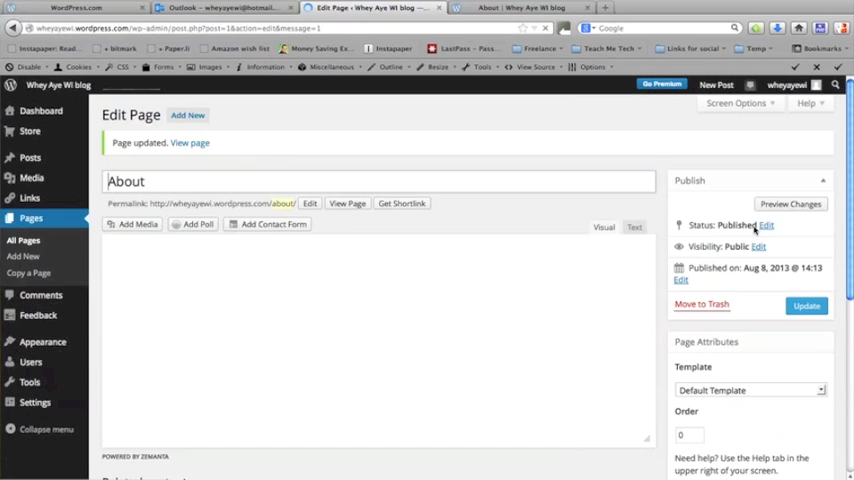 WordPress.com
Outlook – wheyayewi@hotmail...
Edit Page ‹ Whey Aye WI blog —...
About | Whey Aye WI blog
wheyayewi.wordpress.com/wp-admin/post.php?post=1&action=edit&message=1
Google
Instapaper: Read...
+ bitmark
+ Paper.li
Amazon wish list
Money Saving Ex...
Instapaper
LastPass – Pass...
Freelance
Teach Me Tech
Links for social
Temp
Bookmarks
Disable
Cookies
CSS
Forms
Images
Information
Miscellaneous
Outline
Resize
Tools
View Source
Options
Whey Aye WI blog
Go Premium
New Post
wheyayewi
Dashboard
Store
Posts
Media
Links
Pages
All Pages
Add New
Copy a Page
Comments
Feedback
Appearance
Users
Tools
Settings
Collapse menu
Screen Options
Help
Edit Page
Add New
Page updated. View page
About
Permalink: http://wheyayewi.wordpress.com/about/
Edit
View Page
Get Shortlink
Add Media
Add Poll
Add Contact Form
Visual
Text
POWERED BY ZEMANTA
Publish
Preview Changes
Status: Published Edit
Visibility: Public Edit
Published on: Aug 8, 2013 @ 14:13
Edit
Move to Trash
Update
Page Attributes
Template
Default Template
Order
0
Need help? Use the Help tab in the
upper right of your screen.